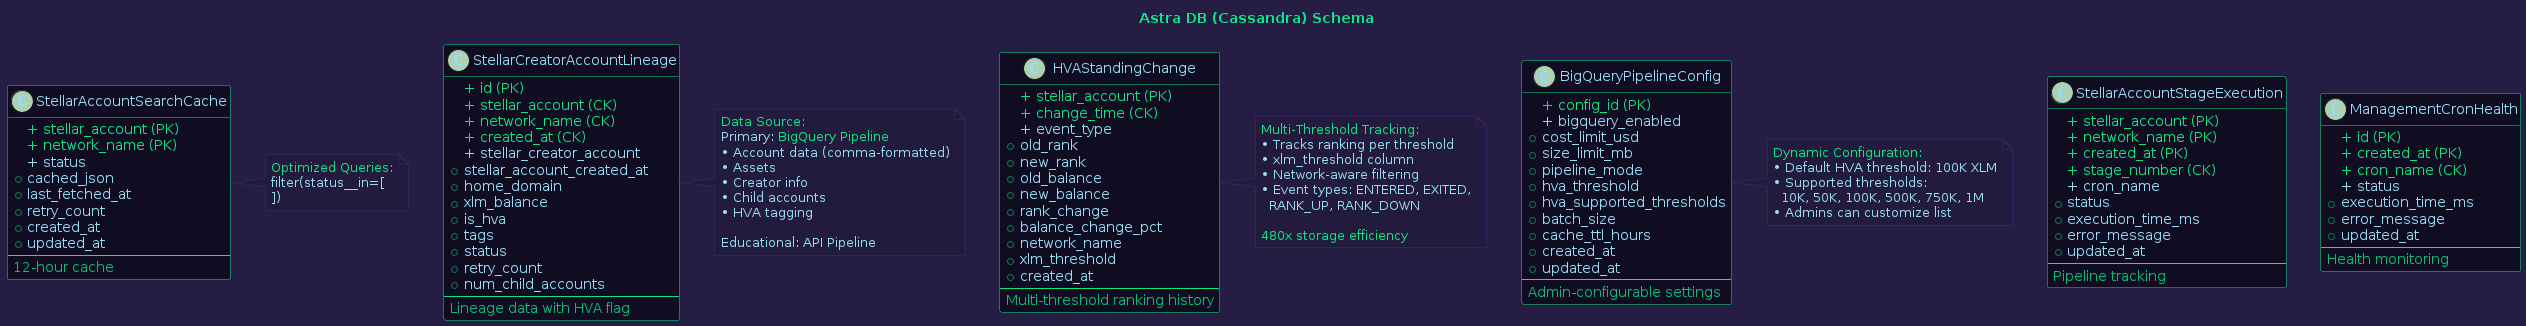 Astra DB (Cassandra) Schema
StellarAccountSearchCache
+ stellar_account (PK)
+ network_name (PK)
+ status
cached_json
last_fetched_at
retry_count
created_at
updated_at
12-hour cache
Optimized Queries:
filter(status__in=[
])
StellarCreatorAccountLineage
+ id (PK)
+ stellar_account (CK)
+ network_name (CK)
+ created_at (CK)
+ stellar_creator_account
stellar_account_created_at
home_domain
xlm_balance
is_hva
tags
status
retry_count
num_child_accounts
Lineage data with HVA flag
Data Source:
Primary: BigQuery Pipeline
• Account data (comma-formatted)
• Assets
• Creator info
• Child accounts
• HVA tagging
Educational: API Pipeline
HVAStandingChange
+ stellar_account (PK)
+ change_time (CK)
+ event_type
old_rank
new_rank
old_balance
new_balance
rank_change
balance_change_pct
network_name
xlm_threshold
created_at
Multi-threshold ranking history
Multi-Threshold Tracking:
• Tracks ranking per threshold
• xlm_threshold column
• Network-aware filtering
• Event types: ENTERED, EXITED,
RANK_UP, RANK_DOWN
480x storage efficiency
BigQueryPipelineConfig
+ config_id (PK)
+ bigquery_enabled
cost_limit_usd
size_limit_mb
pipeline_mode
hva_threshold
hva_supported_thresholds
batch_size
cache_ttl_hours
created_at
updated_at
Admin-configurable settings
Dynamic Configuration:
• Default HVA threshold: 100K XLM
• Supported thresholds:
10K, 50K, 100K, 500K, 750K, 1M
• Admins can customize list
StellarAccountStageExecution
+ stellar_account (PK)
+ network_name (PK)
+ created_at (PK)
+ stage_number (CK)
+ cron_name
status
execution_time_ms
error_message
updated_at
Pipeline tracking
ManagementCronHealth
+ id (PK)
+ created_at (PK)
+ cron_name (CK)
+ status
execution_time_ms
error_message
updated_at
Health monitoring